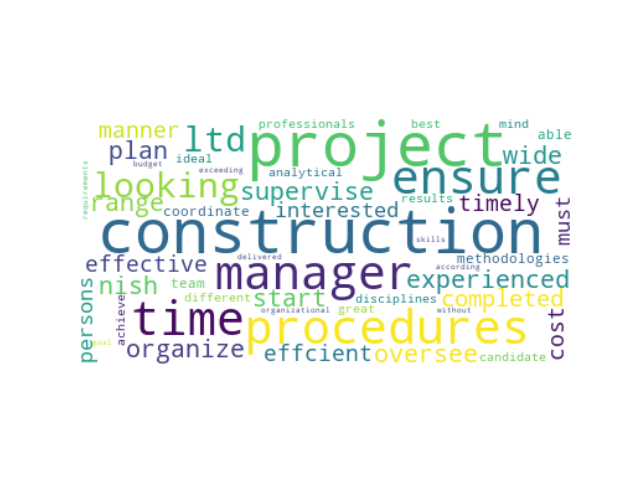 professionals best mind
manner ltd project able
plan ideal wide
budget exceeding analytical ensure
requirements looking supervise results timely
range coordinate interested must
construction skills
effective delivered according methodologies
nish team manager experienced
persons achieve different start disciplines completed
time organizational great without cost
goal procedures
organize effcient oversee candidate